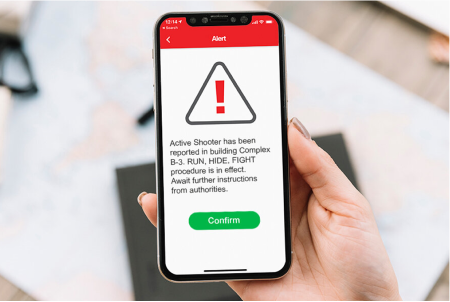 12:14
Search
Alert
Active Shooter has been
reported in building Complex
B-3. RUN, HIDE, FIGHT
procedure is in effect.
Await further instructions
from authorities.
Confirm